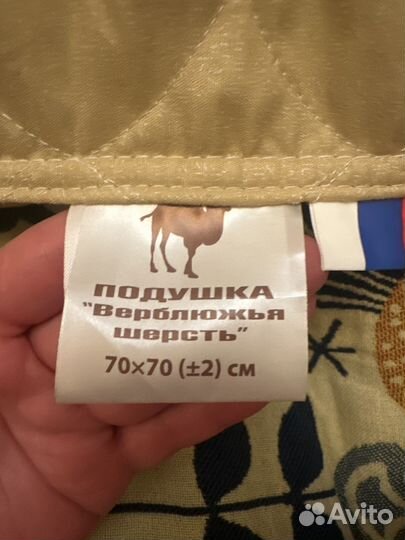 ПОДУШКА
"Верблюжья
шерсть"
70×70 (±2) см
Avito